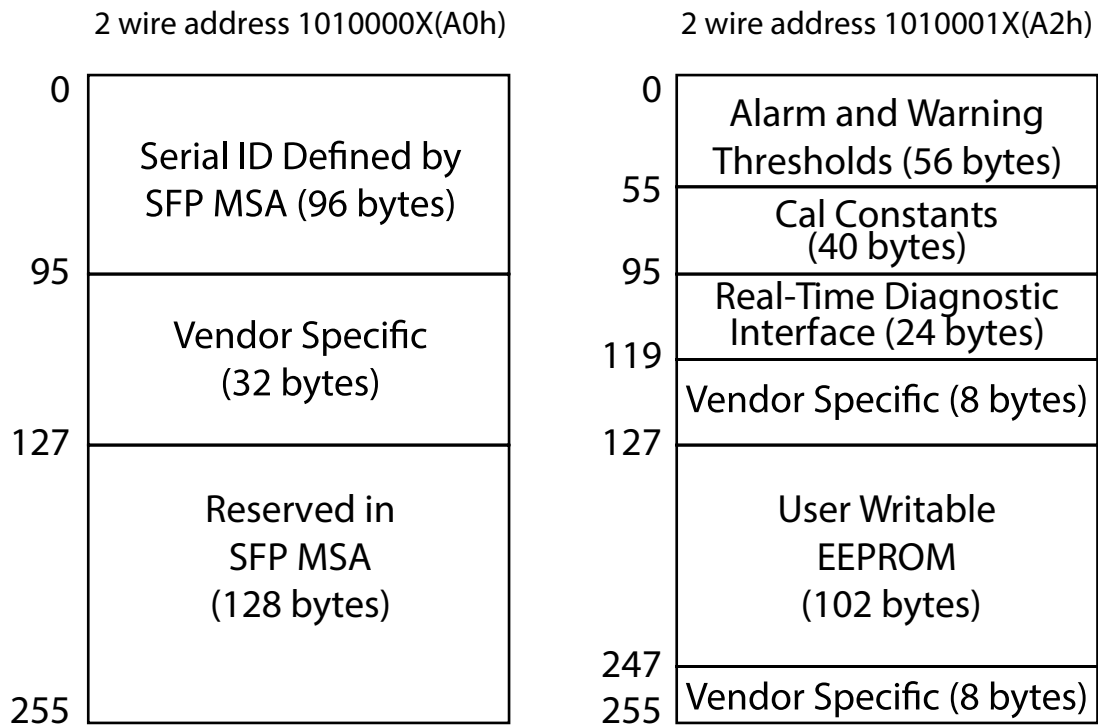 2 wire address 1010000X(A0h)
0
Serial ID Defined by
SFP MSA (96 bytes)
95
Vendor Specific
(32 bytes)
127
Reserved in
SFP MSA
(128 bytes)
255
2 wire address 1010001X(A2h)
0
Alarm and Warning
Thresholds (56 bytes)
55
Cal Constants
(40 bytes)
95
Real-Time Diagnostic
Interface (24 bytes)
119
Vendor Specific (8 bytes)
127
User Writable
EEPROM
(102 bytes)
247
Vendor Specific (8 bytes)
255